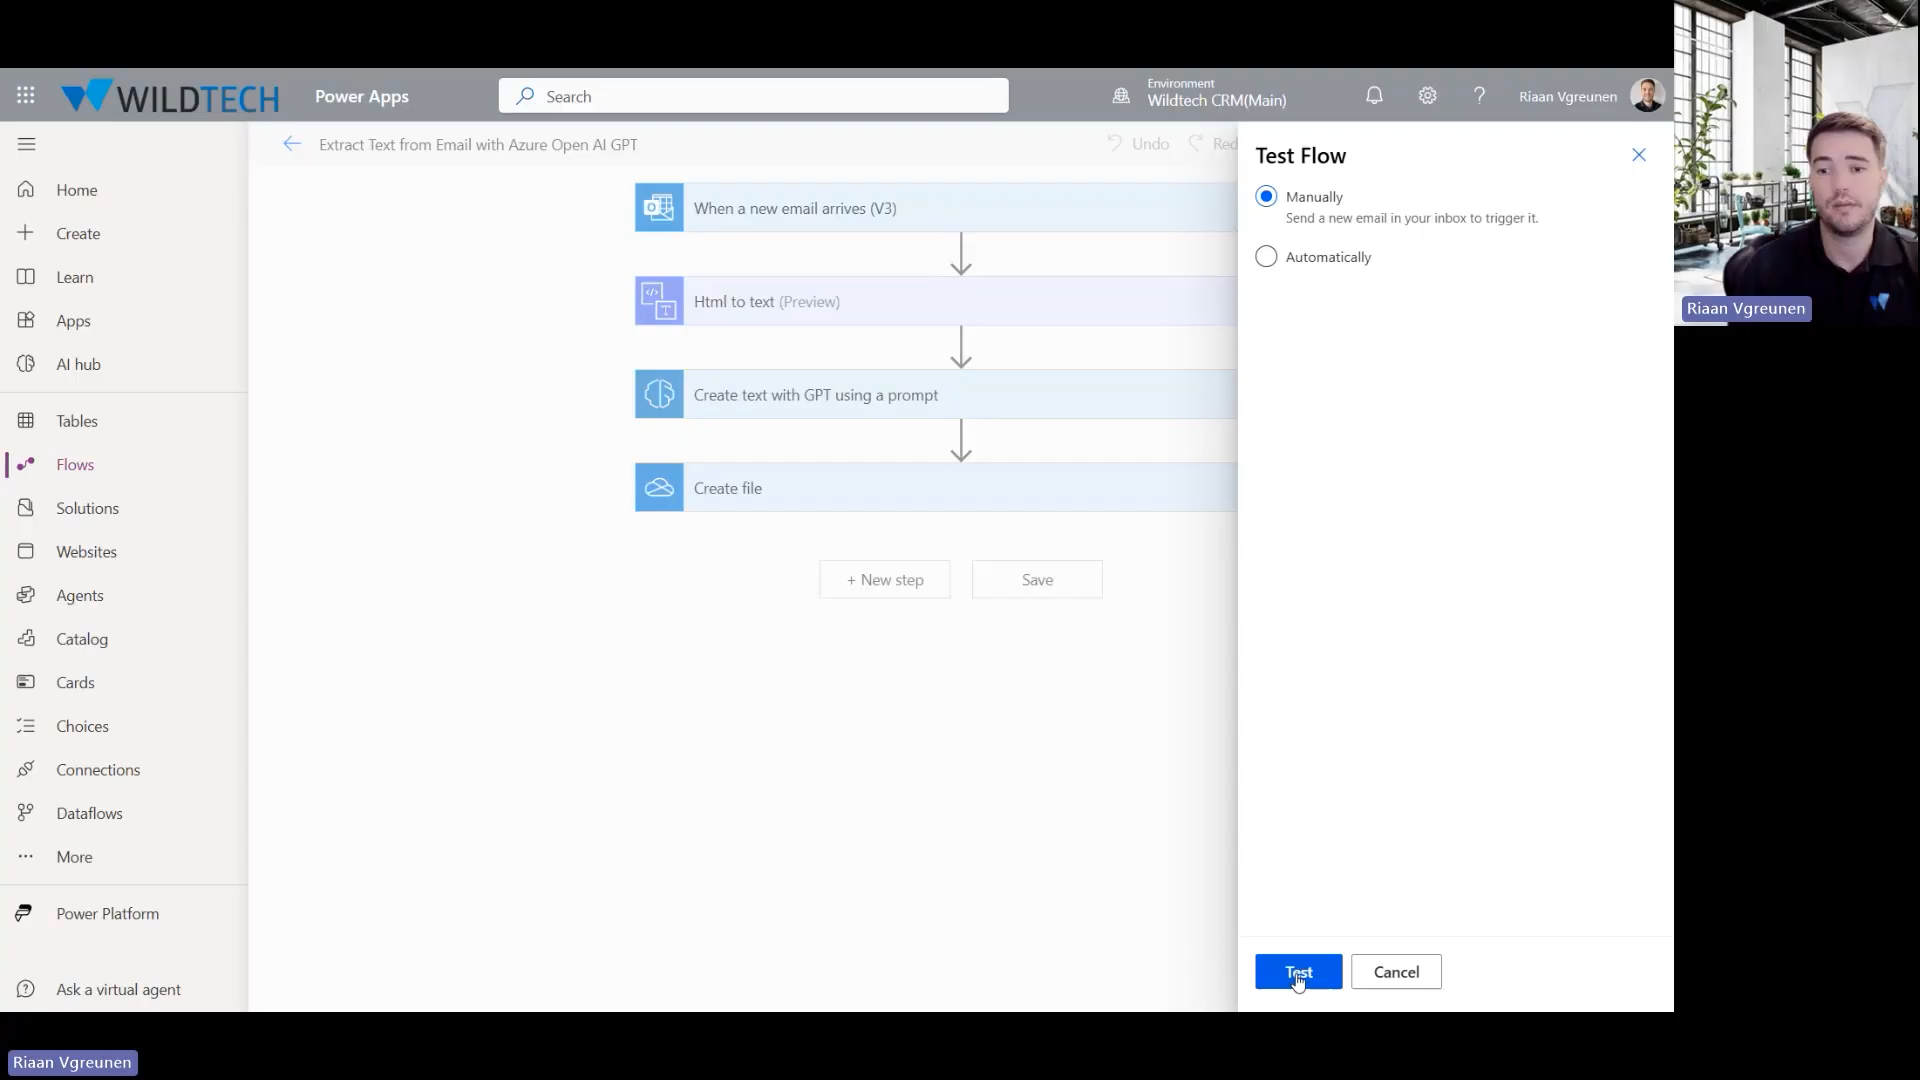 WILDTECH
Power Apps
Search
Environment
Wildtech CRM(Main)
Riaan Vgreunen
Extract Text from Email with Azure Open AI GPT
Undo
Red
Home
Create
Learn
Apps
AI hub
Tables
Flows
Solutions
Websites
Agents
Catalog
Cards
Choices
Connections
Dataflows
More
Power Platform
Ask a virtual agent
When a new email arrives (V3)
Html to text (Preview)
Create text with GPT using a prompt
Create file
+ New step
Save
Test Flow
Manually
Send a new email in your inbox to trigger it.
Automatically
Test
Cancel
Riaan Vgreunen
Riaan Vgreunen